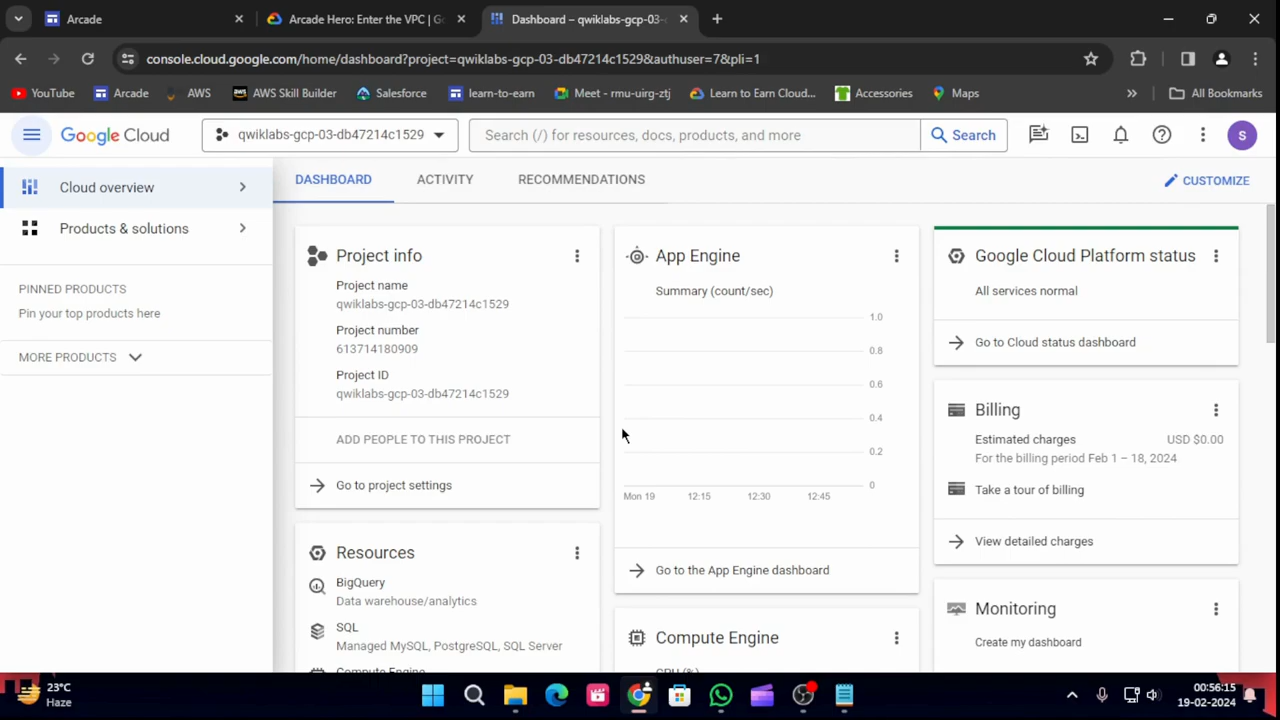 Arcade
Arcade Hero: Enter the VPC | G
Dashboard – qwiklabs-gcp-03-
console.cloud.google.com/home/dashboard?project=qwiklabs-gcp-03-db47214c1529&authuser=7&pli=1
YouTube
Arcade
AWS
AWS Skill Builder
Salesforce
learn-to-earn
Meet - rmu-uirg-ztj
Learn to Earn Cloud...
Accessories
Maps
All Bookmarks
Google Cloud
qwiklabs-gcp-03-db47214c1529
Search (/) for resources, docs, products, and more
Search
S
Cloud overview
Products & solutions
PINNED PRODUCTS
Pin your top products here
MORE PRODUCTS
DASHBOARD
ACTIVITY
RECOMMENDATIONS
CUSTOMIZE
Project info
Project name
qwiklabs-gcp-03-db47214c1529
Project number
613714180909
Project ID
qwiklabs-gcp-03-db47214c1529
ADD PEOPLE TO THIS PROJECT
Go to project settings
Resources
BigQuery
Data warehouse/analytics
SQL
Managed MySQL, PostgreSQL, SQL Server
Compute Engine
App Engine
Summary (count/sec)
1.0
0.8
0.6
0.4
0.2
0
Mon 19
12:15
12:30
12:45
Go to the App Engine dashboard
Compute Engine
CPU (%)
Google Cloud Platform status
All services normal
Go to Cloud status dashboard
Billing
Estimated charges
USD $0.00
For the billing period Feb 1 – 18, 2024
Take a tour of billing
View detailed charges
Monitoring
Create my dashboard
23°C
Haze
00:56:15
19-02-2024